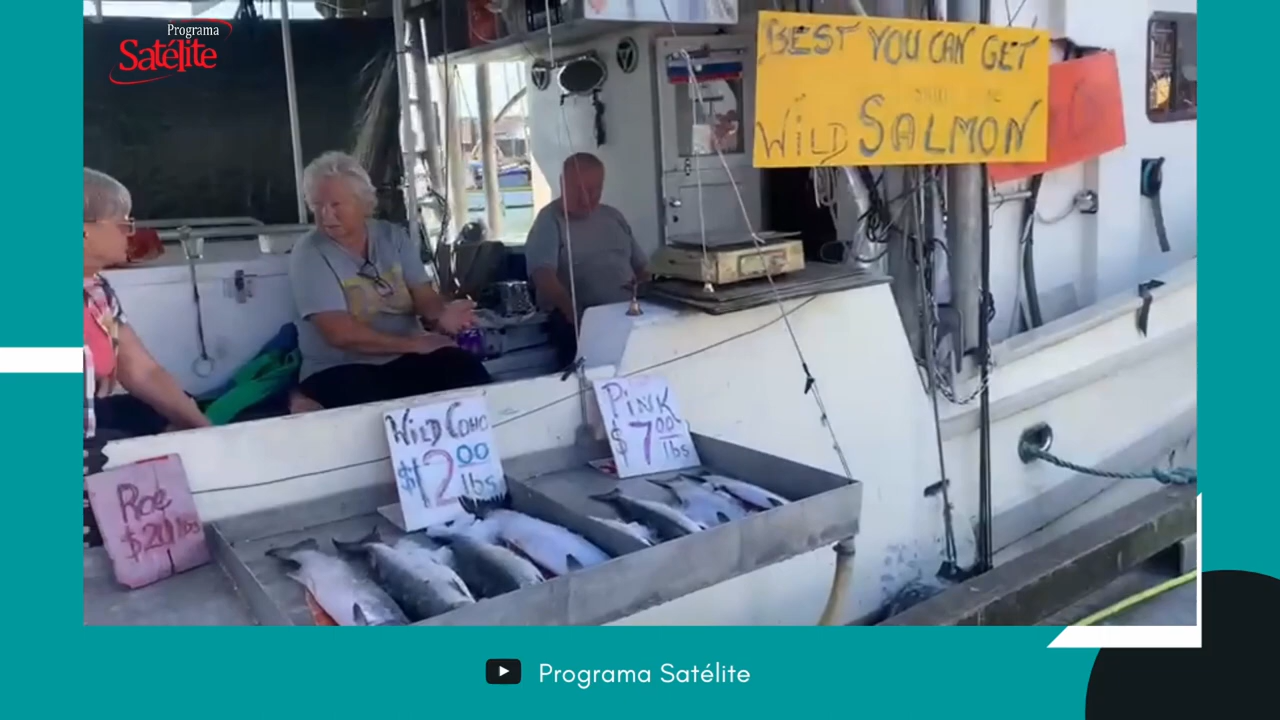 Programa
Satélite
BEST YOU CAN GET
WILD SALMON
WILD COHO
$12.00
lbs
PINK
$7.00
lbs
Roe
$20 lbs
Programa Satélite